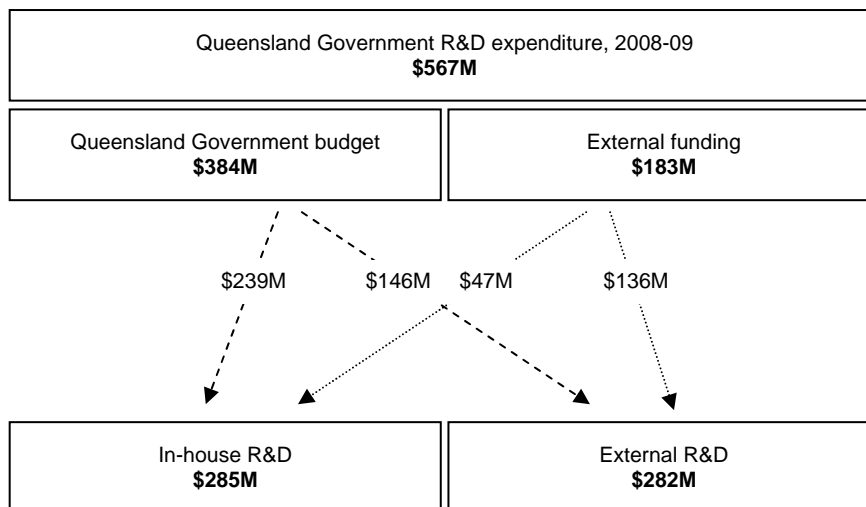 Queensland Government R&D expenditure, 2008-09
$567M
Queensland Government budget
$384M
External funding
$183M
$239M
$146M
$47M
$136M
In-house R&D
$285M
External R&D
$282M